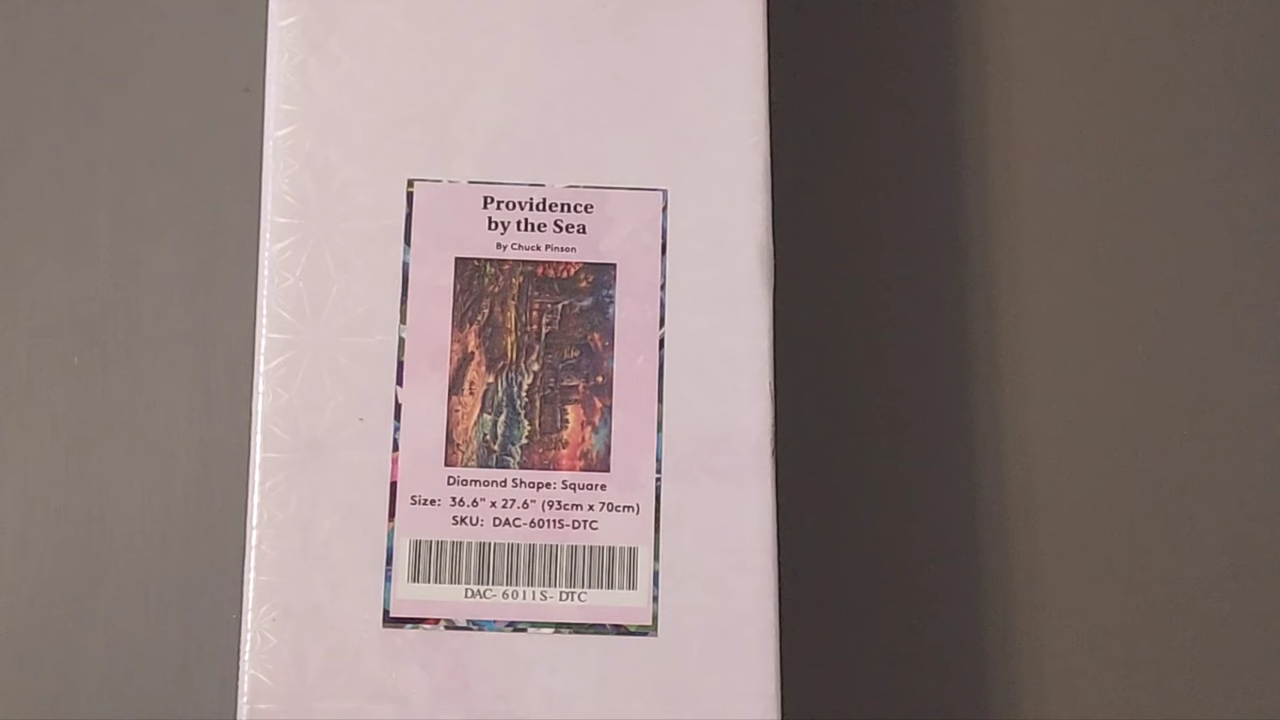 Providence
by the Sea
By Chuck Pinson
Diamond Shape: Square
Size: 36.6" x 27.6" (93cm x 70cm)
SKU: DAC-6011S-DTC
DAC- 6011S- DTC